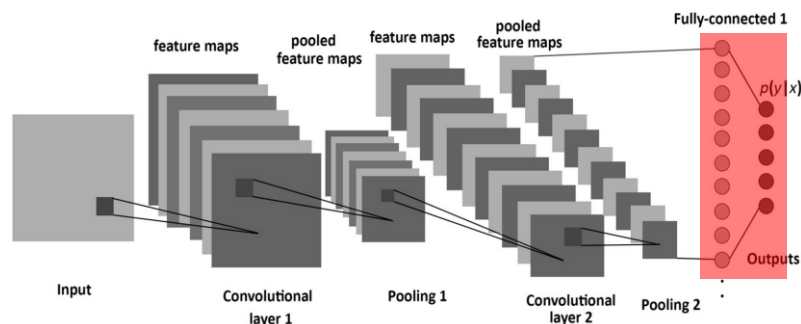 Fully-connected 1
feature maps
pooled
feature maps
feature maps
pooled
feature maps
p(y|x)
Input
Convolutional
layer 1
Pooling 1
Convolutional
layer 2
Pooling 2
Outputs